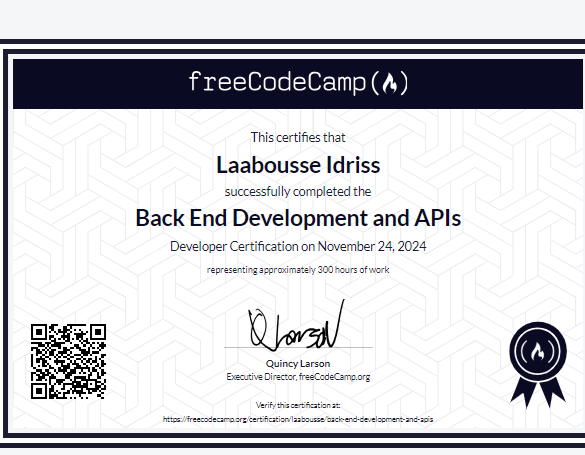 freeCodeCamp
This certifies that
Laabousse Idriss
successfully completed the
Back End Development and APIs
Developer Certification on November 24, 2024
representing approximately 300 hours of work
Quincy Larson
Executive Director, freeCodeCamp.org
Verify this certification at:
https://freecodecamp.org/certification/laabousse/back-end-development-and-apis